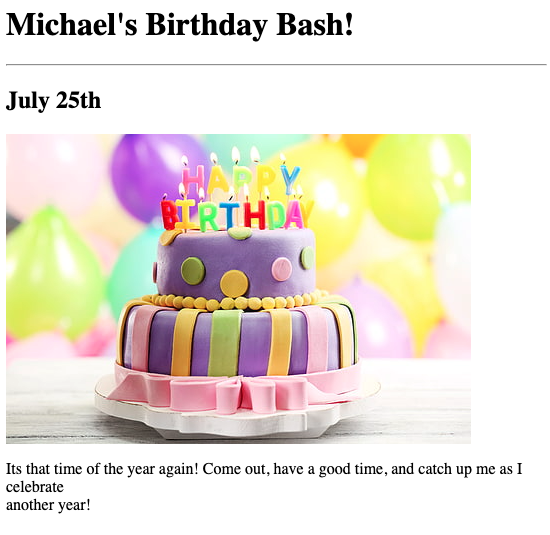 Michael's Birthday Bash!
July 25th
HAPPY
BIRTHDAY
Its that time of the year again! Come out, have a good time, and catch up me as I
celebrate
another year!